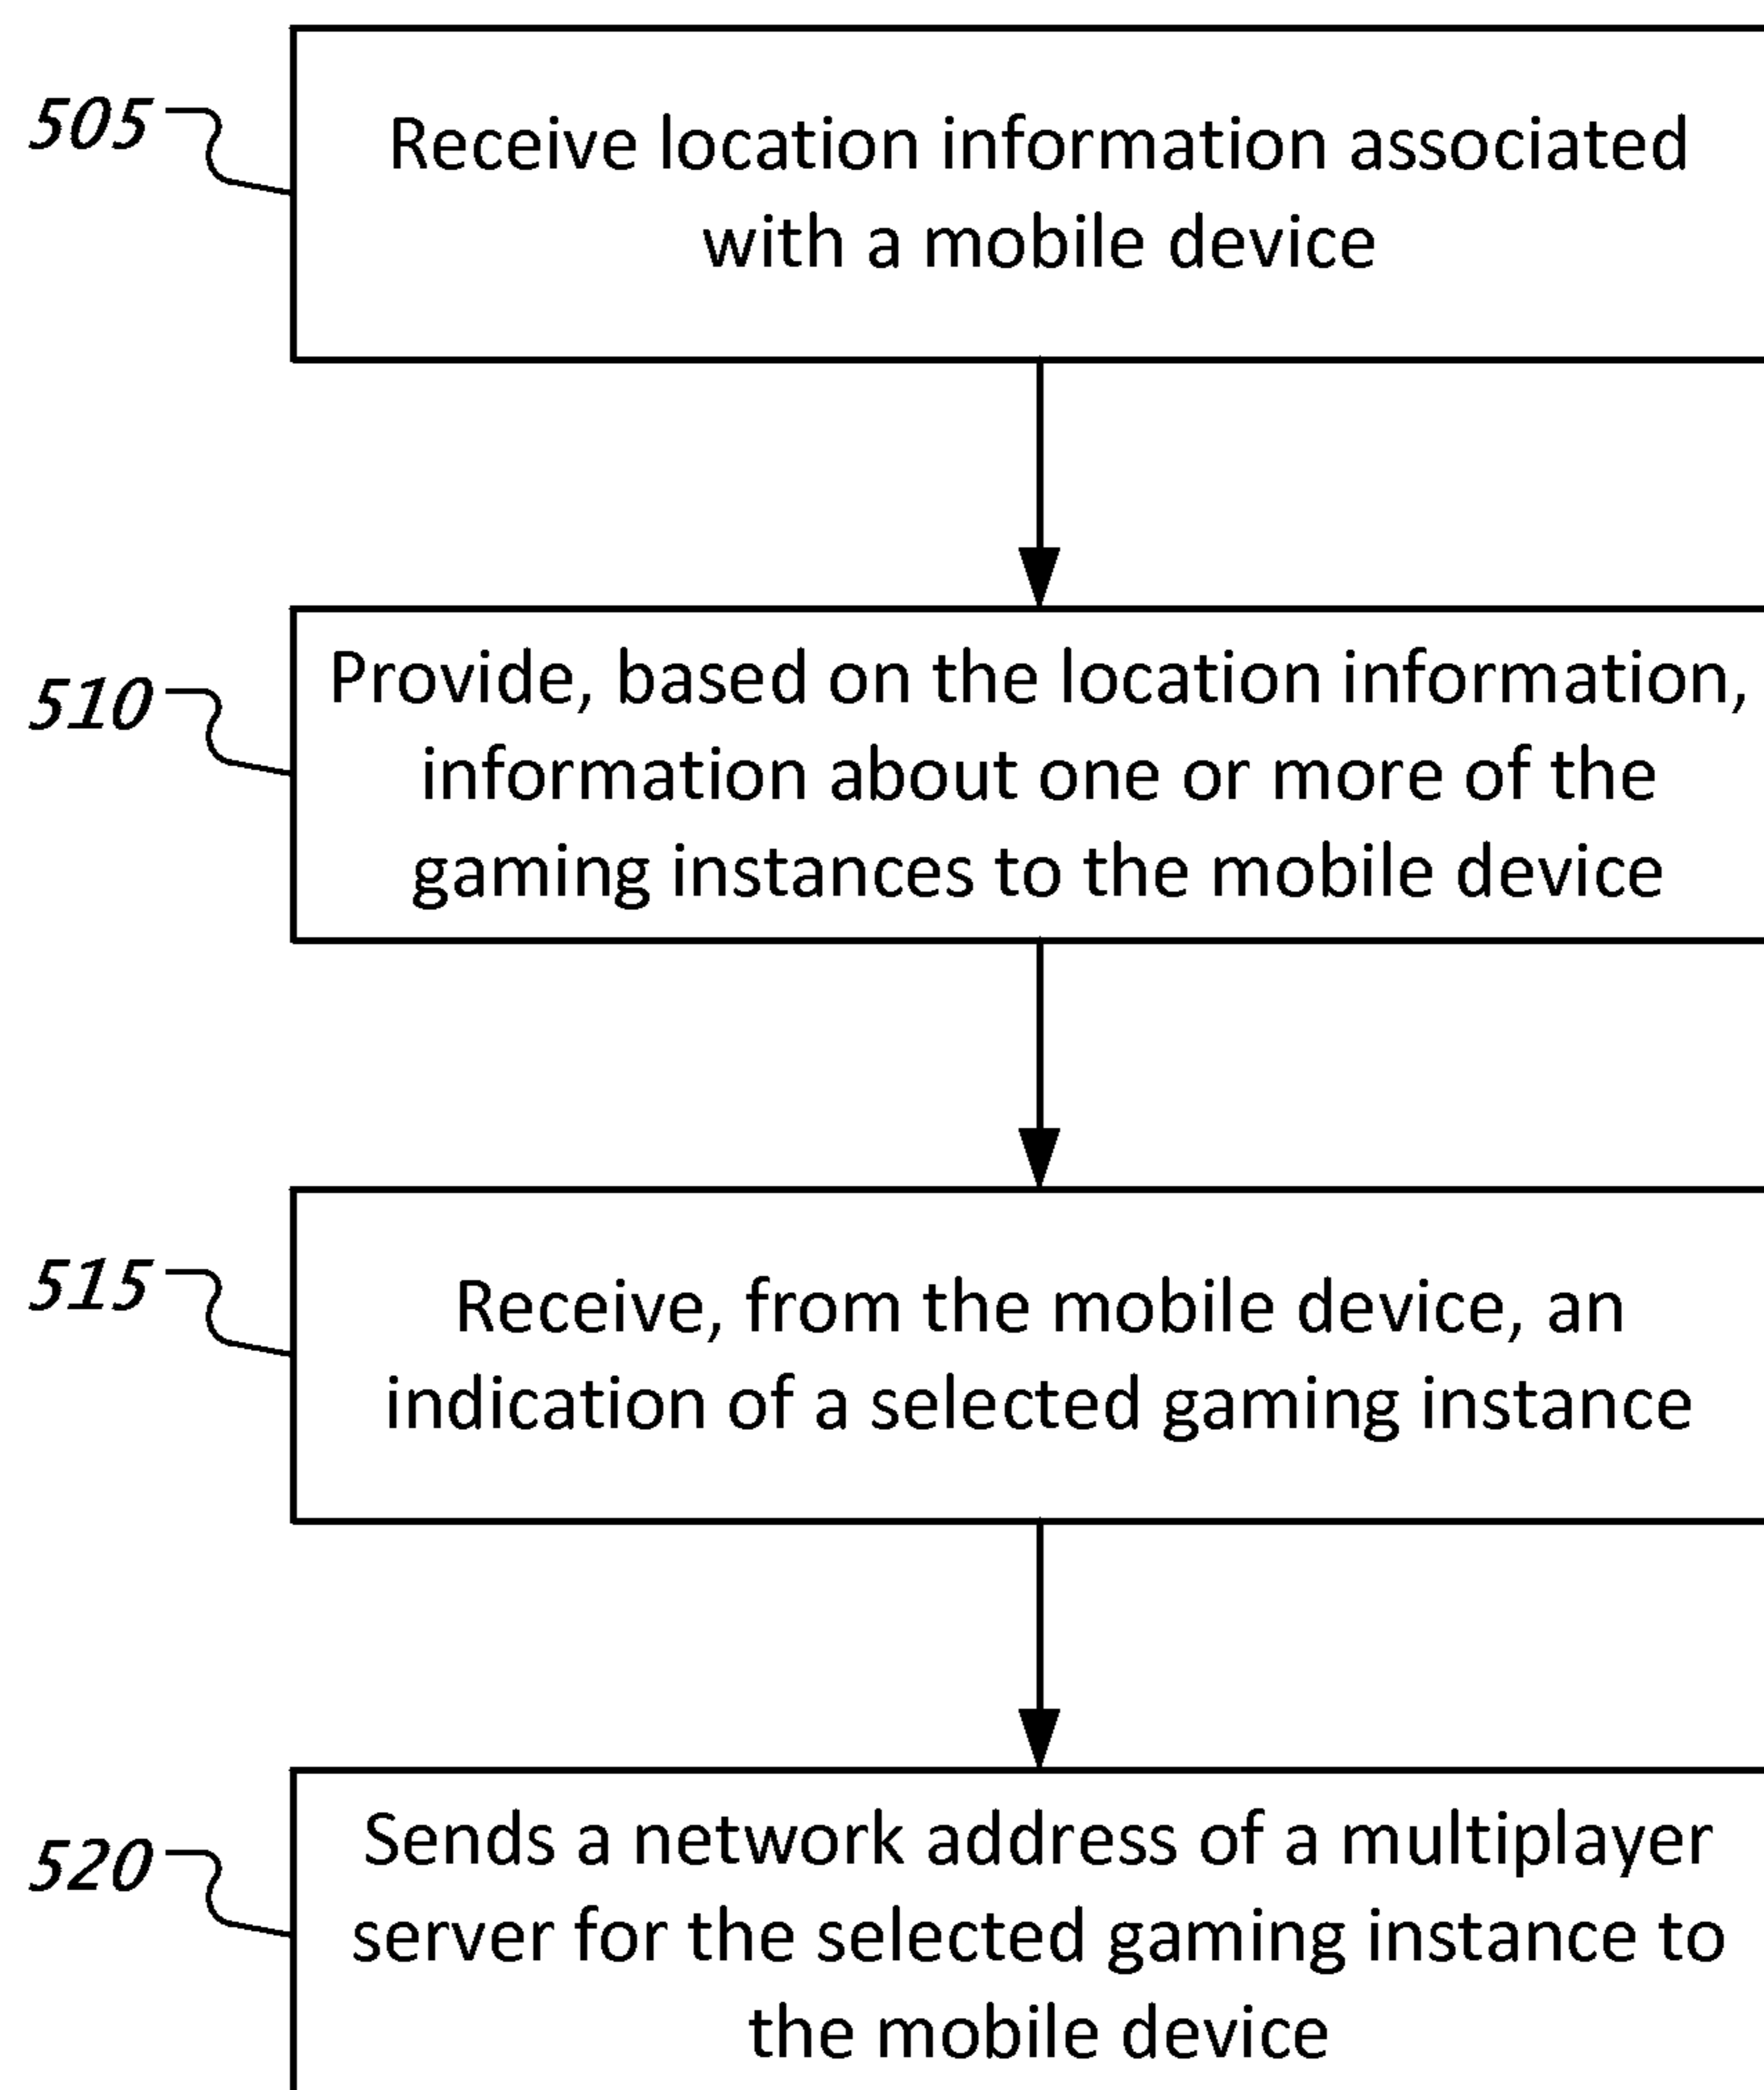 505
Receive location information associated
with a mobile device
510
Provide, based on the location information,
information about one or more of the
gaming instances to the mobile device
515
Receive, from the mobile device, an
indication of a selected gaming instance
520
Sends a network address of a multiplayer
server for the selected gaming instance to
the mobile device